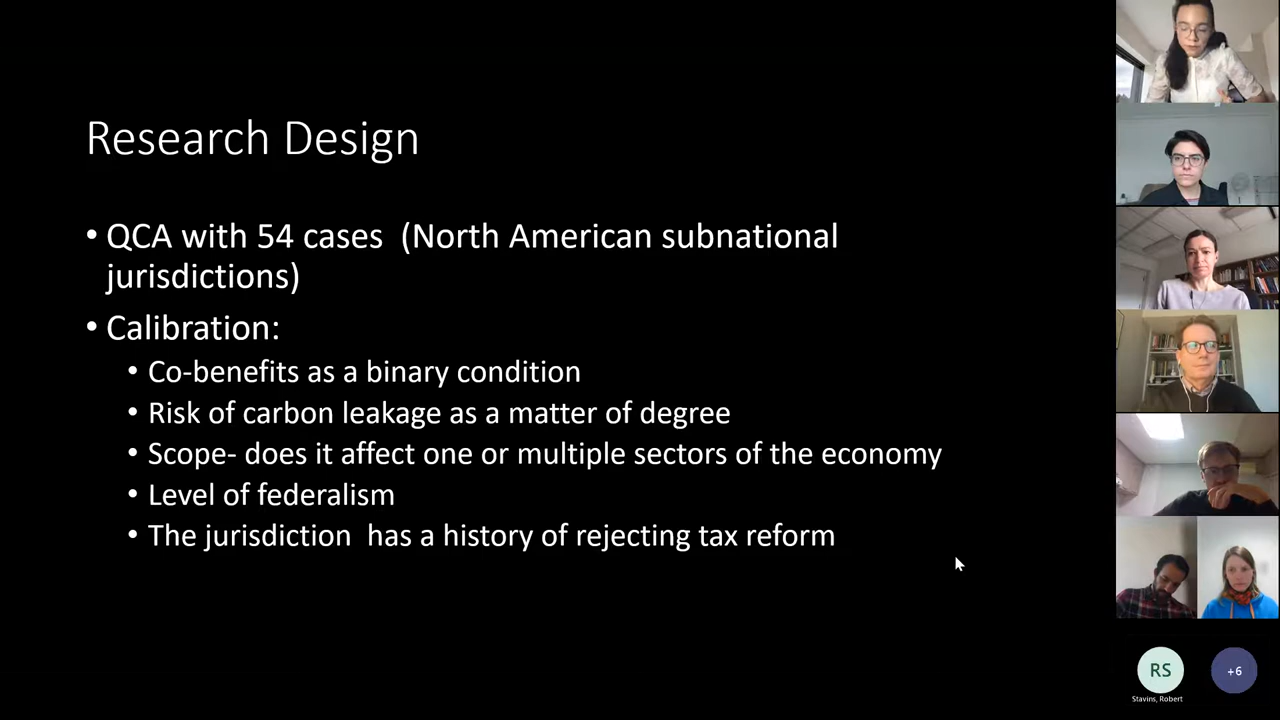 Research Design
• QCA with 54 cases  (North American subnational
jurisdictions)
• Calibration:
• Co-benefits as a binary condition
• Risk of carbon leakage as a matter of degree
• Scope- does it affect one or multiple sectors of the economy
• Level of federalism
• The jurisdiction  has a history of rejecting tax reform
RS
+6
Stavins, Robert